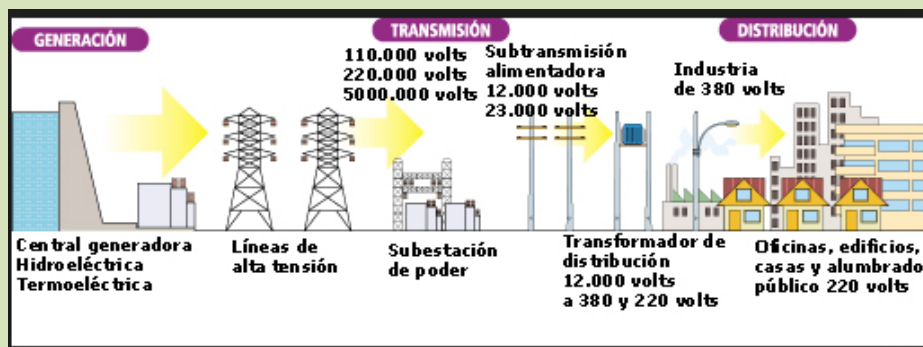 GENERACIÓN
TRANSMISIÓN
DISTRIBUCIÓN
110.000 volts
220.000 volts
5000.000 volts
Subtransmisión
alimentadora
12.000 volts
23.000 volts
Industria
de 380 volts
Central generadora
Hidroeléctrica
Termoeléctrica
Líneas de
alta tensión
Subestación
de poder
Transformador de
distribución
12.000 volts
a 380 y 220 volts
Oficinas, edificios,
casas y alumbrado
público 220 volts